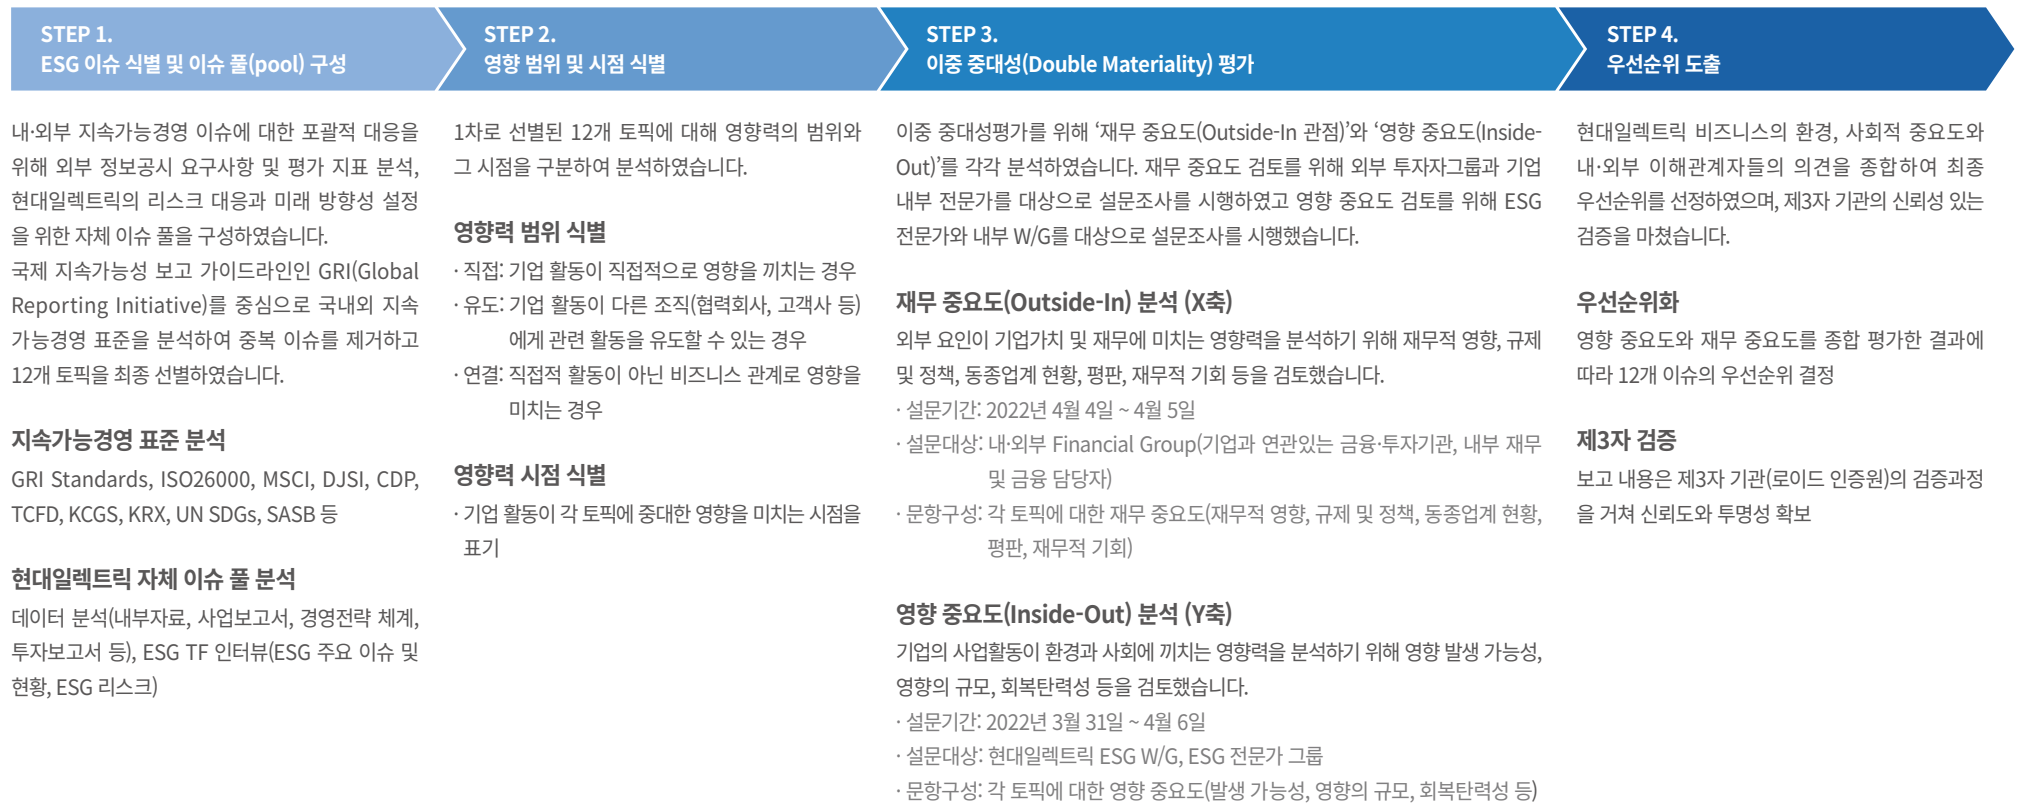 STEP 1.
ESG 이슈 식별 및 이슈 풀(pool) 구성
내·외부 지속가능경영 이슈에 대한 포괄적 대응을
위해 외부 정보공시 요구사항 및 평가 지표 분석,
현대일렉트릭의 리스크 대응과 미래 방향성 설정
을 위한 자체 이슈 풀을 구성하였습니다.
국제 지속가능성 보고 가이드라인인 GRI(Global
Reporting Initiative)를 중심으로 국내외 지속
가능경영 표준을 분석하여 중복 이슈를 제거하고
12개 토픽을 최종 선별하였습니다.
지속가능경영 표준 분석
GRI Standards, ISO26000, MSCI, DJSI, CDP,
TCFD, KCGS, KRX, UN SDGs, SASB 등
현대일렉트릭 자체 이슈 풀 분석
데이터 분석(내부자료, 사업보고서, 경영전략 체계,
투자보고서 등), ESG TF 인터뷰(ESG 주요 이슈 및
현황, ESG 리스크)
STEP 2.
영향 범위 및 시점 식별
1차로 선별된 12개 토픽에 대해 영향력의 범위와
그 시점을 구분하여 분석하였습니다.
영향력 범위 식별
· 직접: 기업 활동이 직접적으로 영향을 끼치는 경우
· 유도: 기업 활동이 다른 조직(협력회사, 고객사 등)
에게 관련 활동을 유도할 수 있는 경우
· 연결: 직접적 활동이 아닌 비즈니스 관계로 영향을
미치는 경우
영향력 시점 식별
· 기업 활동이 각 토픽에 중대한 영향을 미치는 시점을
표기
STEP 3.
이중 중대성(Double Materiality) 평가
이중 중대성평가를 위해 ‘재무 중요도(Outside-In 관점)’와 ‘영향 중요도(Inside-
Out)’를 각각 분석하였습니다. 재무 중요도 검토를 위해 외부 투자자그룹과 기업
내부 전문가를 대상으로 설문조사를 시행하였고 영향 중요도 검토를 위해 ESG
전문가와 내부 W/G를 대상으로 설문조사를 시행했습니다.
재무 중요도(Outside-In) 분석 (X축)
외부 요인이 기업가치 및 재무에 미치는 영향력을 분석하기 위해 재무적 영향, 규제
및 정책, 동종업계 현황, 평판, 재무적 기회 등을 검토했습니다.
· 설문기간: 2022년 4월 4일 ~ 4월 5일
· 설문대상: 내·외부 Financial Group(기업과 연관있는 금융·투자기관, 내부 재무
및 금융 담당자)
· 문항구성: 각 토픽에 대한 재무 중요도(재무적 영향, 규제 및 정책, 동종업계 현황,
평판, 재무적 기회)
영향 중요도(Inside-Out) 분석 (Y축)
기업의 사업활동이 환경과 사회에 끼치는 영향력을 분석하기 위해 영향 발생 가능성,
영향의 규모, 회복탄력성 등을 검토했습니다.
· 설문기간: 2022년 3월 31일 ~ 4월 6일
· 설문대상: 현대일렉트릭 ESG W/G, ESG 전문가 그룹
· 문항구성: 각 토픽에 대한 영향 중요도(발생 가능성, 영향의 규모, 회복탄력성 등)
STEP 4.
우선순위 도출
현대일렉트릭 비즈니스의 환경, 사회적 중요도와
내·외부 이해관계자들의 의견을 종합하여 최종
우선순위를 선정하였으며, 제3자 기관의 신뢰성 있는
검증을 마쳤습니다.
우선순위화
영향 중요도와 재무 중요도를 종합 평가한 결과에
따라 12개 이슈의 우선순위 결정
제3자 검증
보고 내용은 제3자 기관(로이드 인증원)의 검증과정
을 거쳐 신뢰도와 투명성 확보